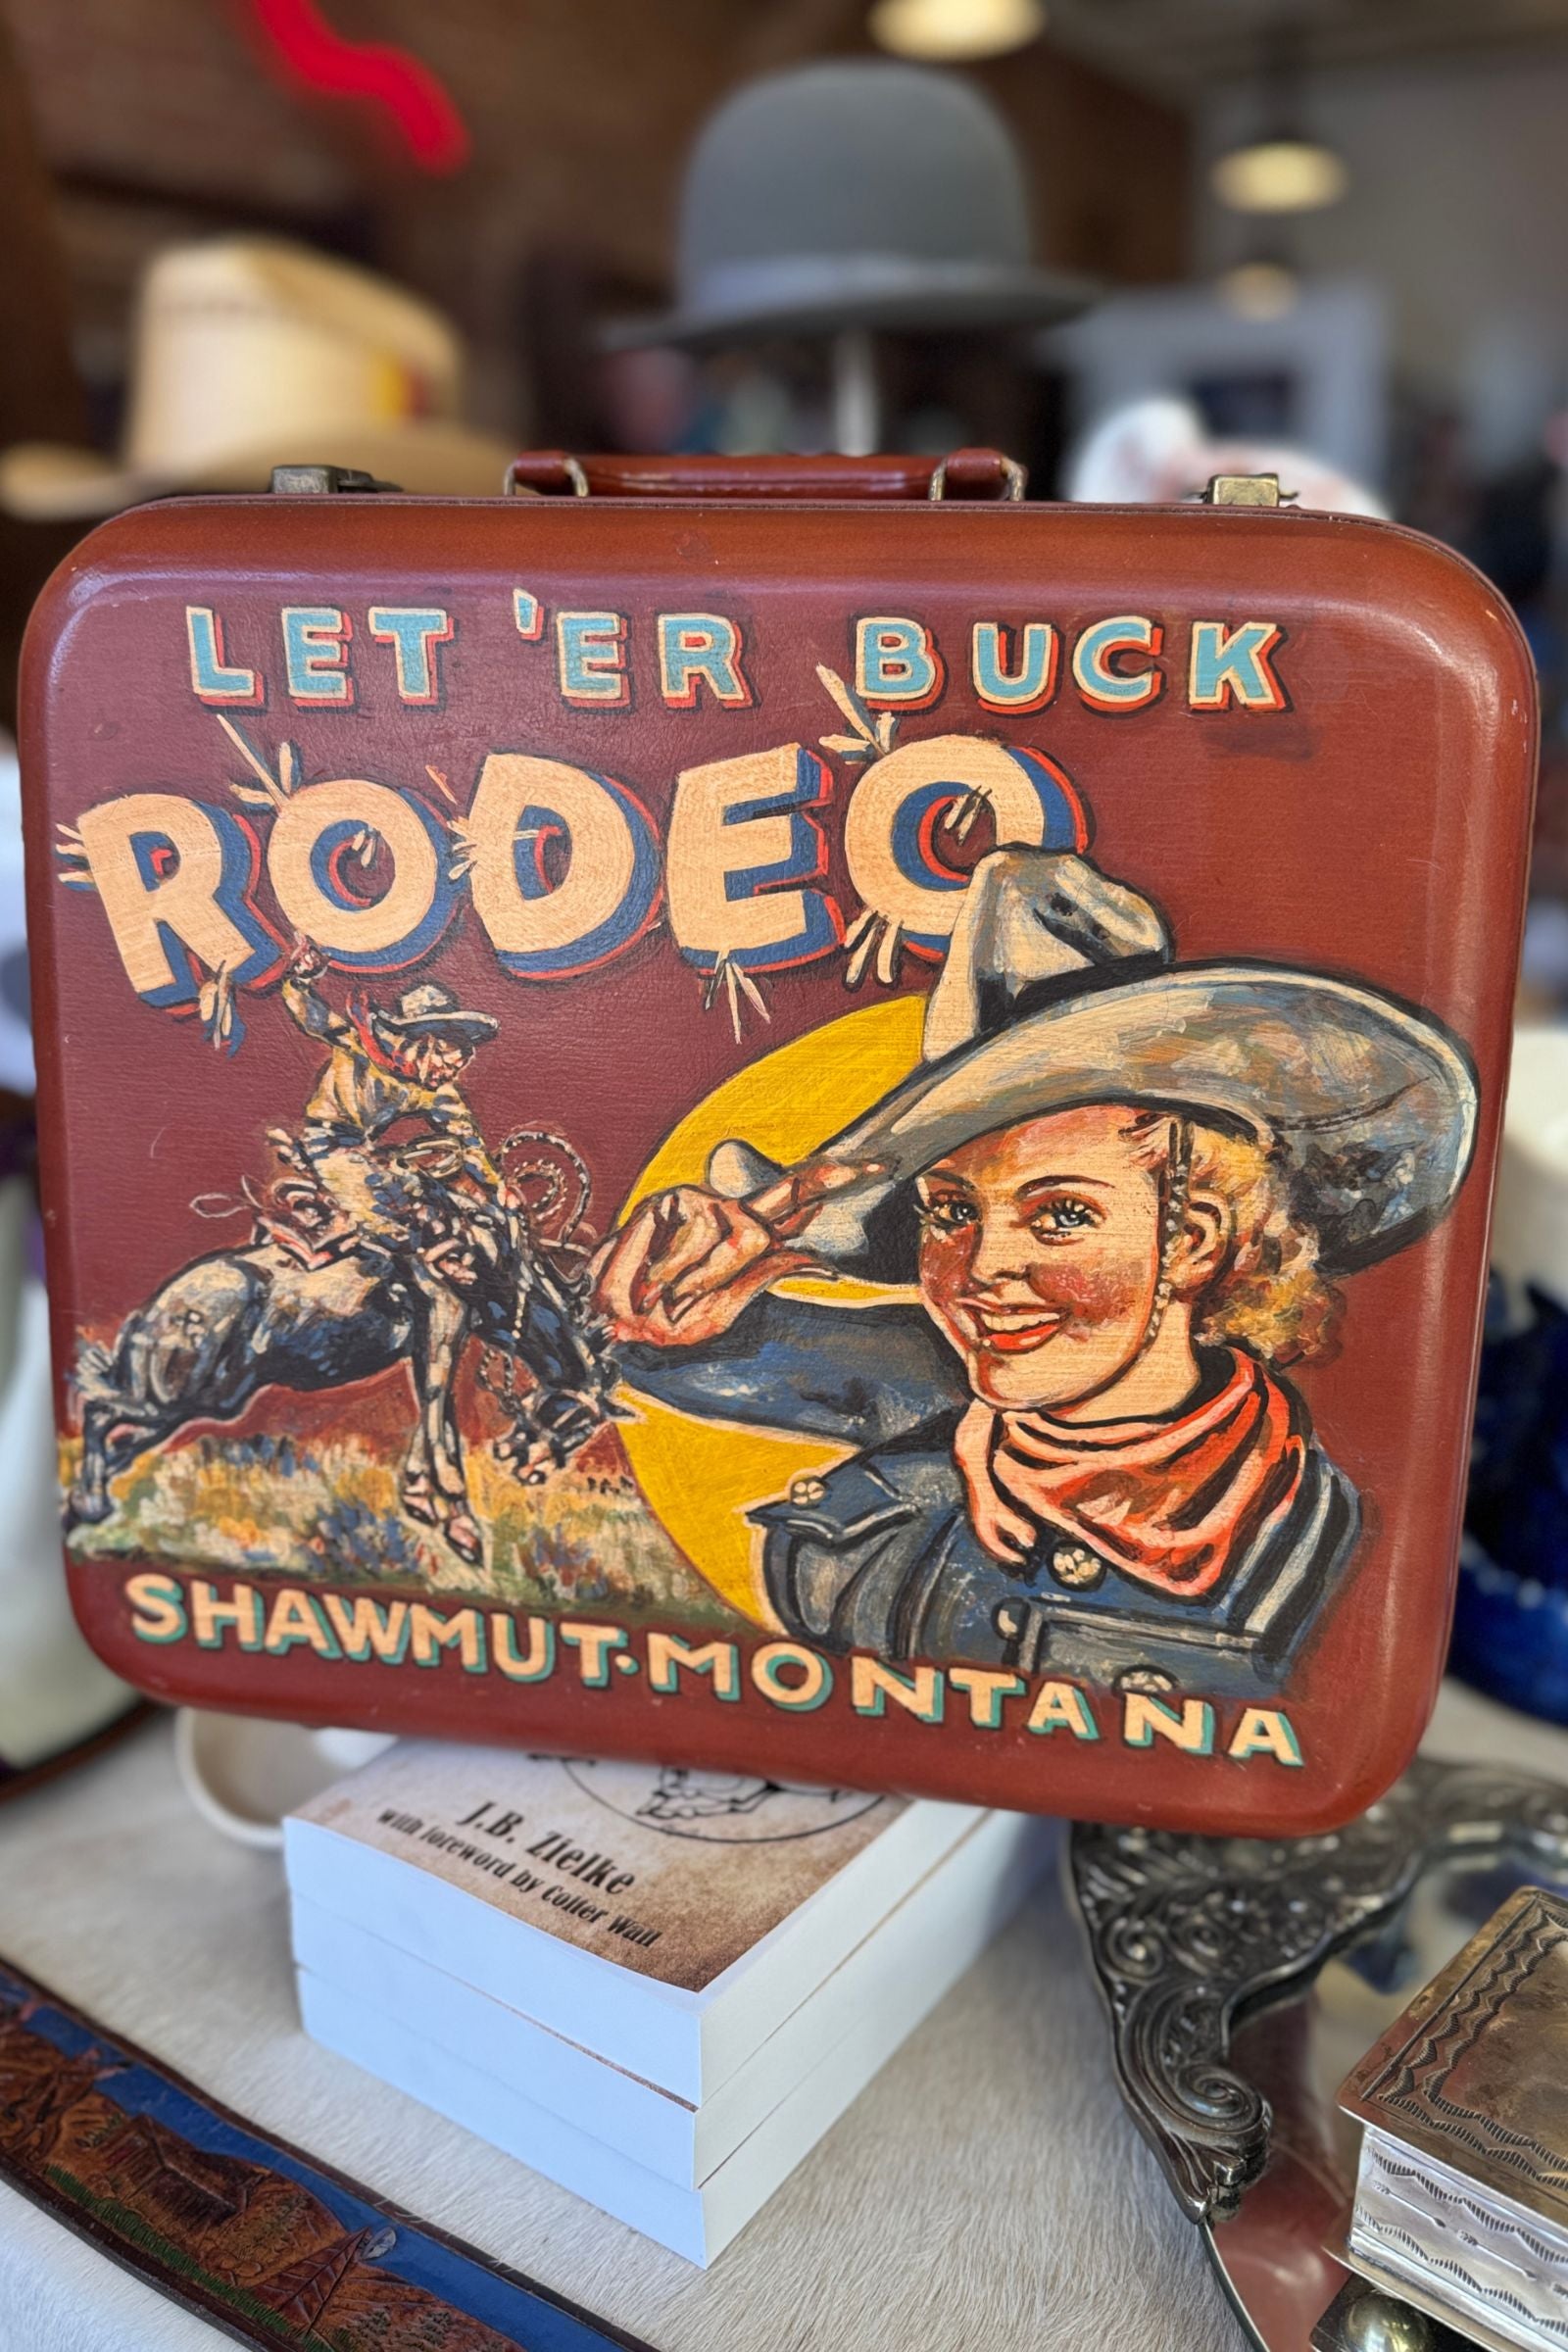 LET 'ER BUCK
RODEO
SHAWMUT·MONTANA
J.B. Zielke
with foreword by Colter Wall